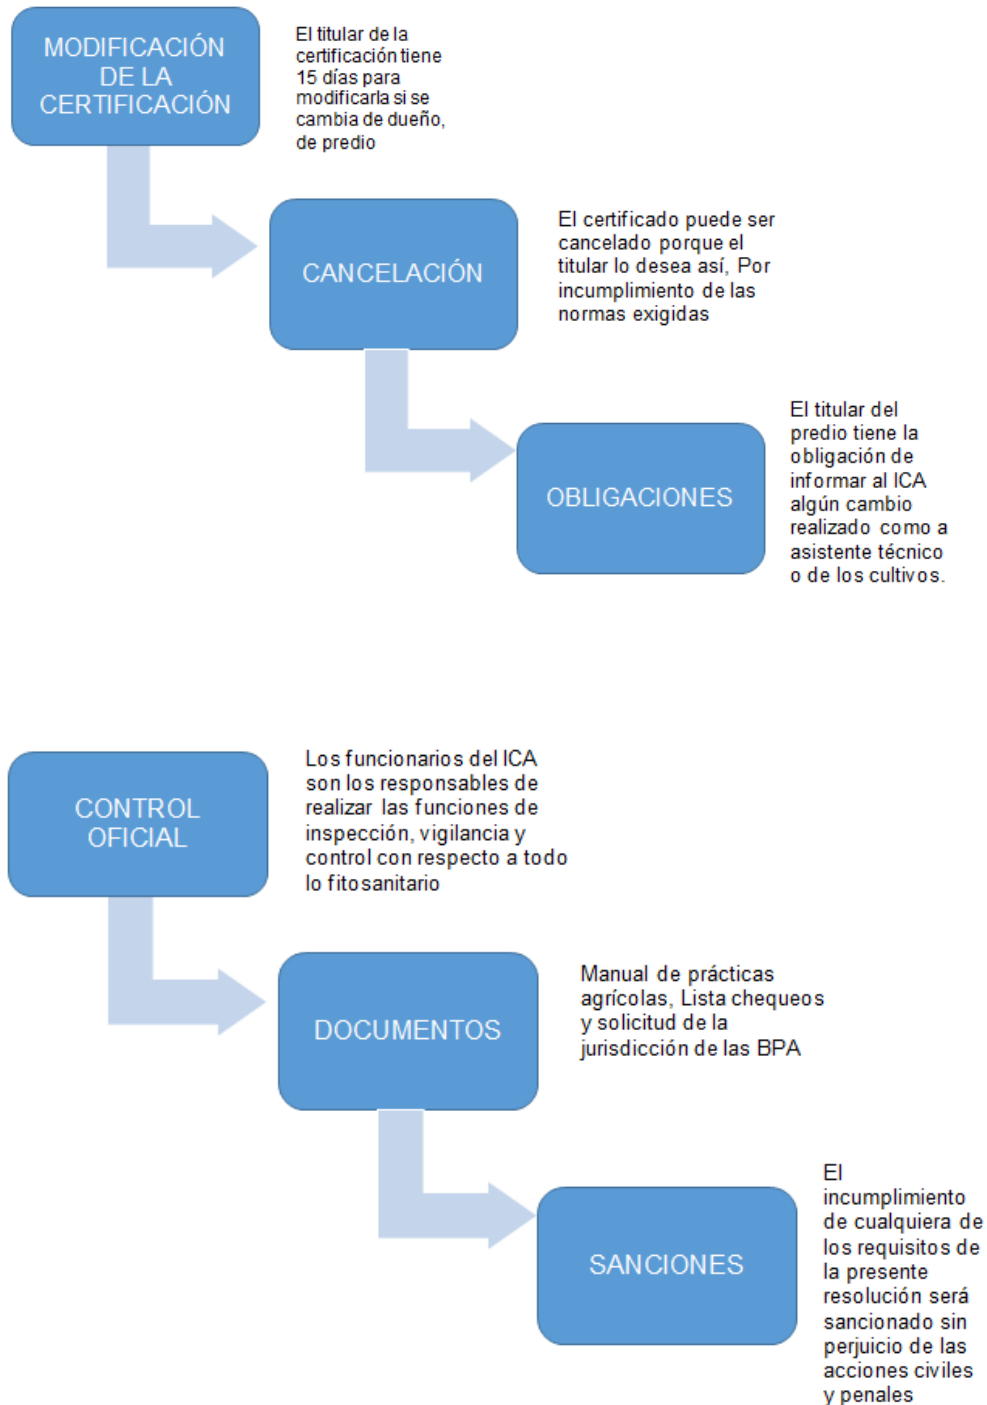 MODIFICACIÓN
DE LA
CERTIFICACIÓN
El titular de la
certificación tiene
15 días para
modificarla si se
cambia de dueño,
de predio
CANCELACIÓN
El certificado puede ser
cancelado porque el
titular lo desea así, Por
incumplimiento de las
normas exigidas
OBLIGACIONES
El titular del
predio tiene la
obligación de
informar al ICA
algún cambio
realizado como a
asistente técnico
o de los cultivos.
CONTROL
OFICIAL
Los funcionarios del ICA
son los responsables de
realizar las funciones de
inspección, vigilancia y
control con respecto a todo
lo fitosanitario
DOCUMENTOS
Manual de prácticas
agrícolas, Lista chequeos
y solicitud de la
jurisdicción de las BPA
SANCIONES
El
incumplimiento
de cualquiera de
los requisitos de
la presente
resolución será
sancionado sin
perjuicio de las
acciones civiles
y penales